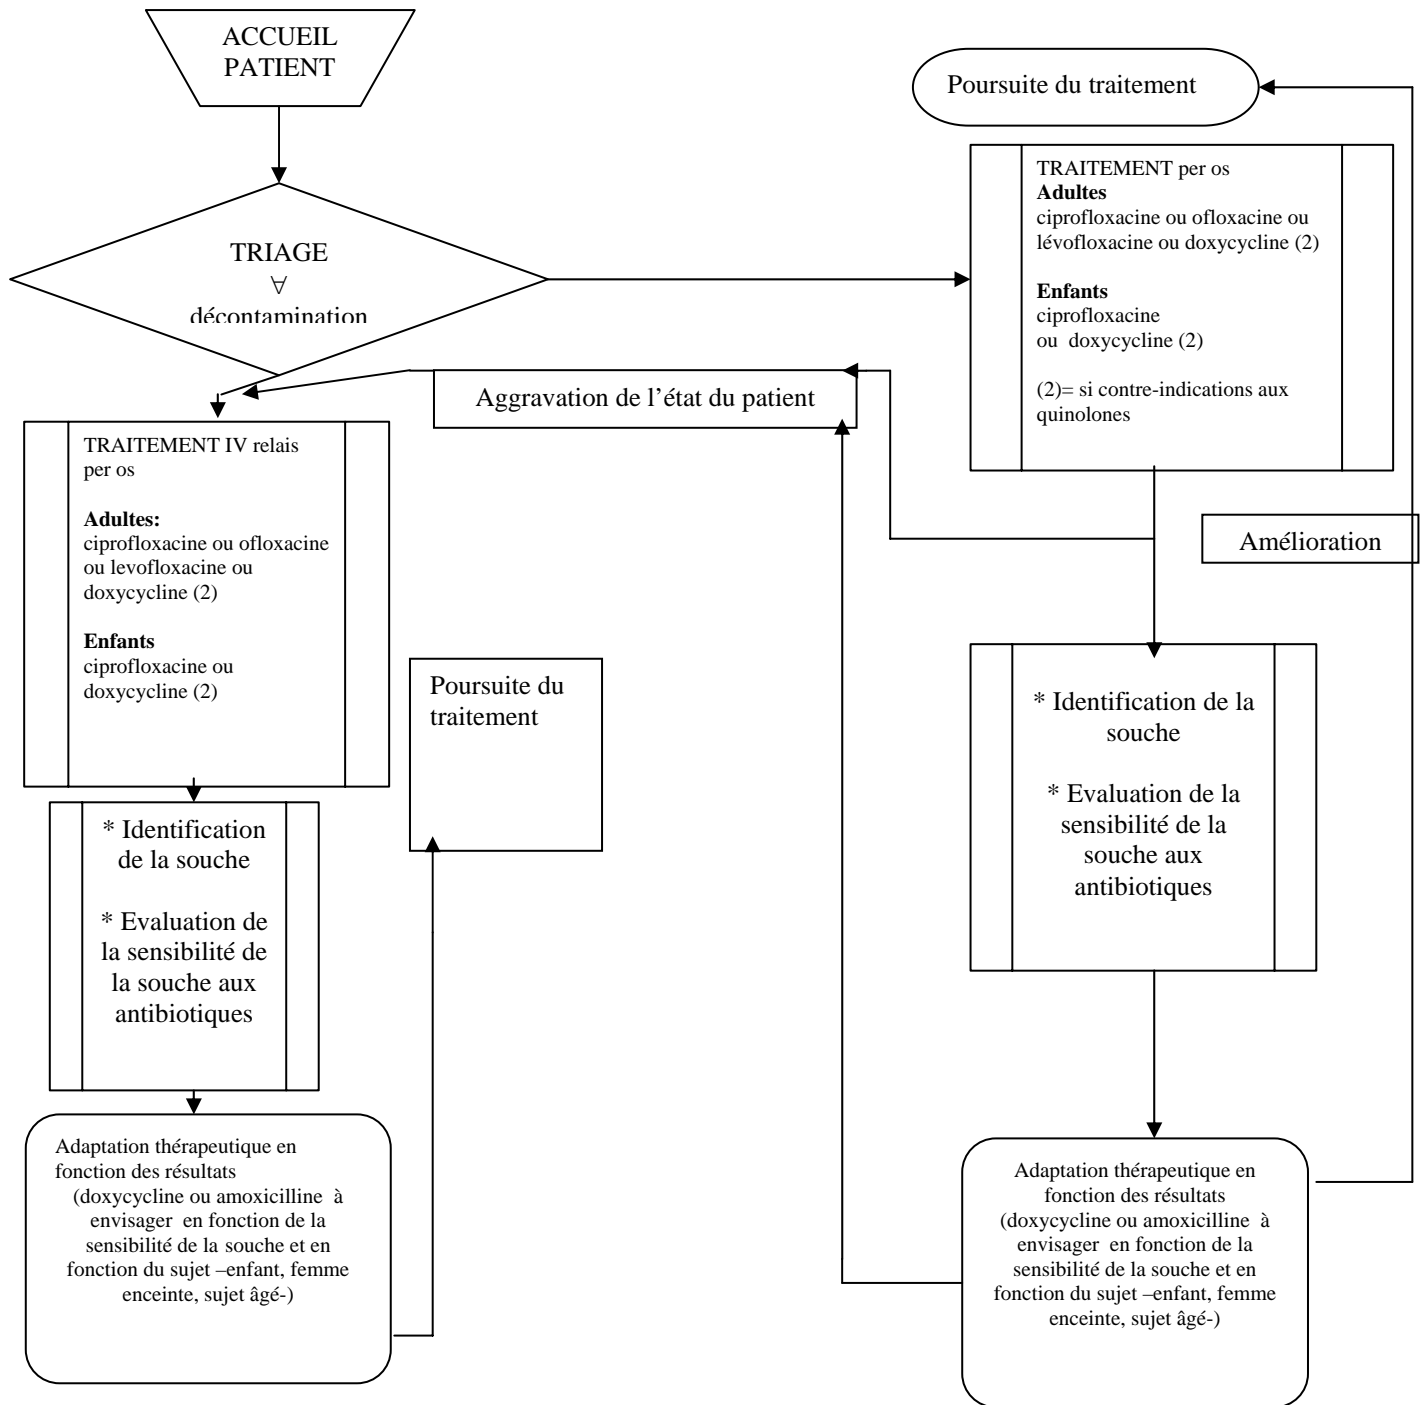 ACCUEIL
PATIENT
TRIAGE
∀
décontamination
Poursuite du traitement
TRAITEMENT per os
Adultes
ciprofloxacine ou ofloxacine ou
lévofloxacine ou doxycycline (2)
Enfants
ciprofloxacine
ou doxycycline (2)
(2)= si contre-indications aux
quinolones
Aggravation de l’état du patient
Amélioration
TRAITEMENT IV relais
per os
Adultes:
ciprofloxacine ou ofloxacine
ou levofloxacine ou
doxycycline (2)
Enfants
ciprofloxacine ou
doxycycline (2)
Poursuite du
traitement
* Identification
de la souche
* Evaluation de
la sensibilité de
la souche aux
antibiotiques
* Identification de la
souche
* Evaluation de la
sensibilité de la
souche aux
antibiotiques
Adaptation thérapeutique en
fonction des résultats
(doxycycline ou amoxicilline à
envisager en fonction de la
sensibilité de la souche et en
fonction du sujet –enfant, femme
enceinte, sujet âgé-)
Adaptation thérapeutique en
fonction des résultats
(doxycycline ou amoxicilline à
envisager en fonction de la
sensibilité de la souche et en
fonction du sujet –enfant, femme
enceinte, sujet âgé-)